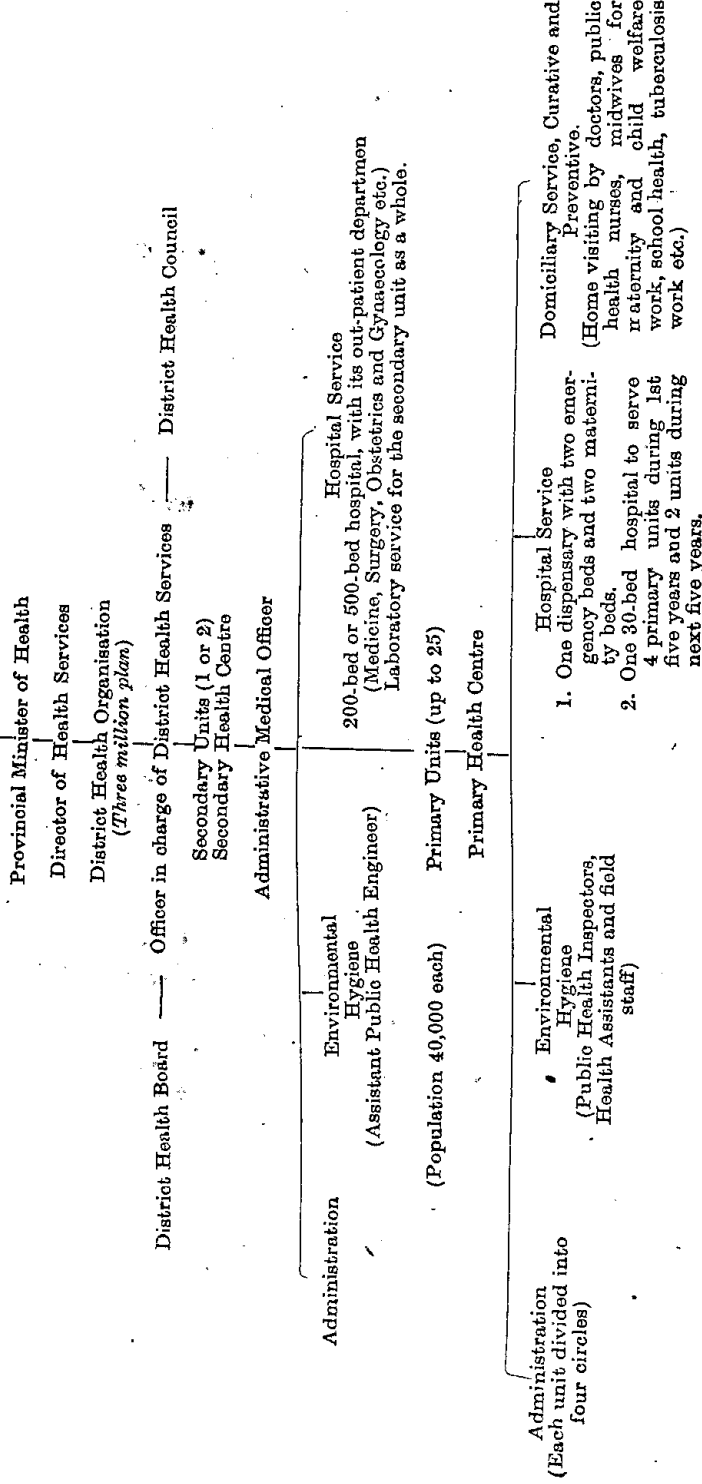 Provincial Minister of Health
Director of Health Services
District Health Organisation
(Three million plan)
District Health Board —— Officer in charge of District Health Services —— District Health Council
Secondary Units (1 or 2)
Secondary Health Centre
Administrative Medical Officer
Administration
Environmental
Hygiene
(Assistant Public Health Engineer)
Hospital Service
200-bed or 500-bed hospital, with its out-patient departmen
(Medicine, Surgery, Obstetrics and Gynaecology etc.)
Laboratory service for the secondary unit as a whole.
(Population 40,000 each)
Primary Units (up to 25)
Primary Health Centre
Administration
(Each unit divided into
four circles)
Environmental
Hygiene
(Public Health Inspectors,
Health Assistants and field
staff)
Hospital Service
1. One dispensary with two emer-
gency beds and two materni-
ty beds.
2. One 30-bed hospital to serve
4 primary units during 1st
five years and 2 units during
next five years.
Domiciliary Service, Curative and
Preventive.
(Home visiting by doctors, public
health nurses, midwives for
maternity and child welfare
work, school health, tuberculosis
work etc.)